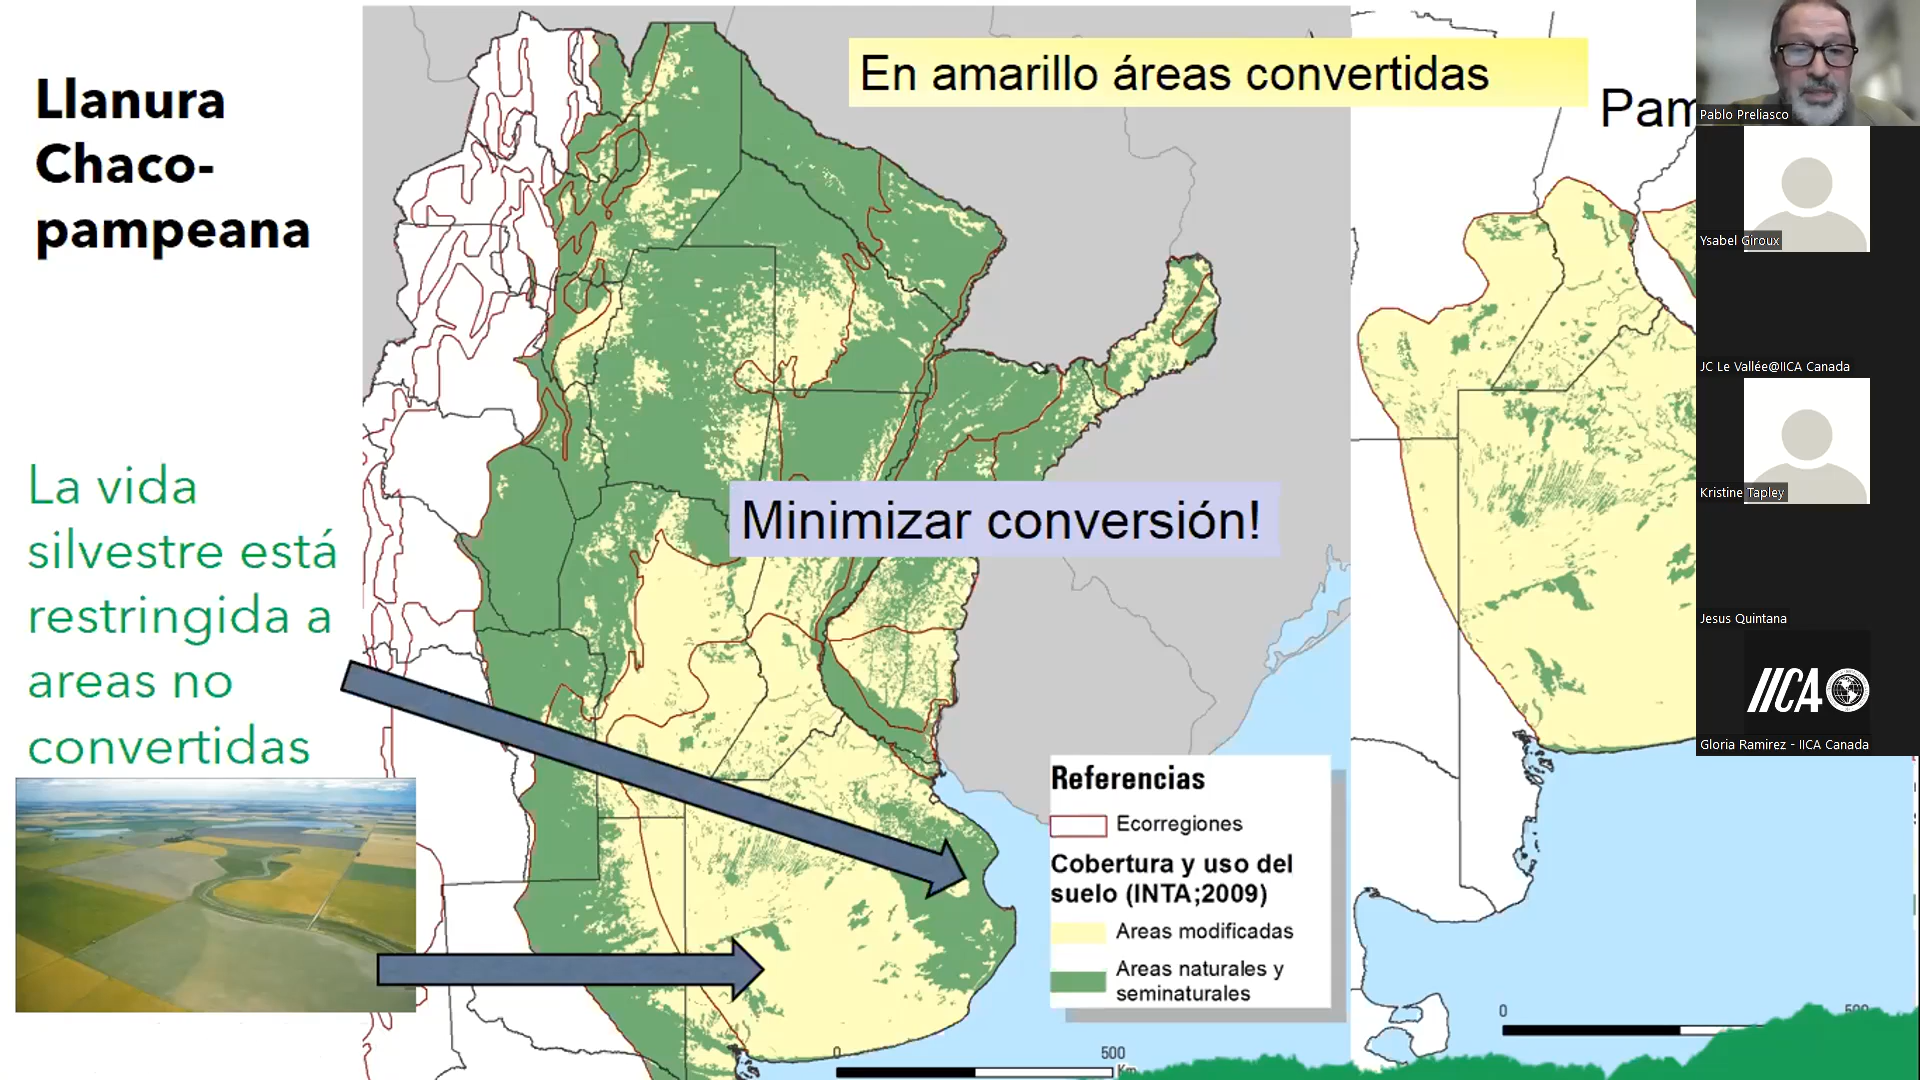 Llanura
Chaco-
pampeana
La vida
silvestre está
restringida a
areas no
convertidas
En amarillo áreas convertidas
Minimizar conversión!
Referencias
Ecorregiones
Cobertura y uso del
suelo (INTA;2009)
Areas modificadas
Areas naturales y
seminaturales
0
500
Km
Pam
0
500
Pablo Preliasco
Ysabel Giroux
JC Le Vallée@IICA Canada
Kristine Tapley
Jesus Quintana
IICA
Gloria Ramirez - IICA Canada